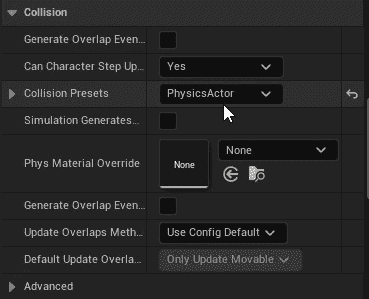 Collision
Generate Overlap Even...
Can Character Step Up... Yes
Collision Presets PhysicsActor
Simulation Generates...
Phys Material Override None None
Generate Overlap Even...
Update Overlaps Meth... Use Config Default
Default Update Overla... Only Update Movable
Advanced